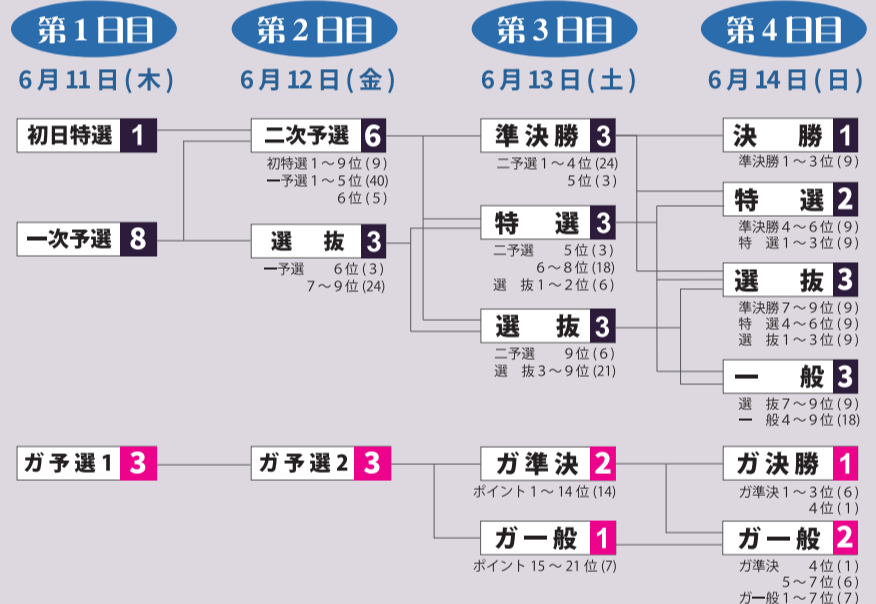 第1日目
6月11日(木)
初日特選 1
一次予選 8
ガ予選1 3
第2日目
6月12日(金)
二次予選 6
初特選1〜9位(9)
一予選1〜5位(40)
6位(5)
選 抜 3
一予選 6位(3)
7〜9位(24)
ガ予選2 3
第3日目
6月13日(土)
準決勝 3
二予選1〜4位(24)
5位(3)
特 選 3
二予選 5位(3)
6〜8位(18)
選 抜1〜2位(6)
選 抜 3
二予選 9位(6)
選 抜3〜9位(21)
ガ準決 2
ポイント1〜14位(14)
ガ一般 1
ポイント15〜21位(7)
第4日目
6月14日(日)
決 勝 1
準決勝1〜3位(9)
特 選 2
準決勝4〜6位(9)
特 選1〜3位(9)
選 抜 3
準決勝7〜9位(9)
特 選4〜6位(9)
選 抜1〜3位(9)
一 般 3
選 抜7〜9位(9)
一 般4〜9位(18)
ガ決勝 1
ガ準決1〜3位(6)
4位(1)
ガ一般 2
ガ準決 4位(1)
5〜7位(6)
ガ一般1〜7位(7)